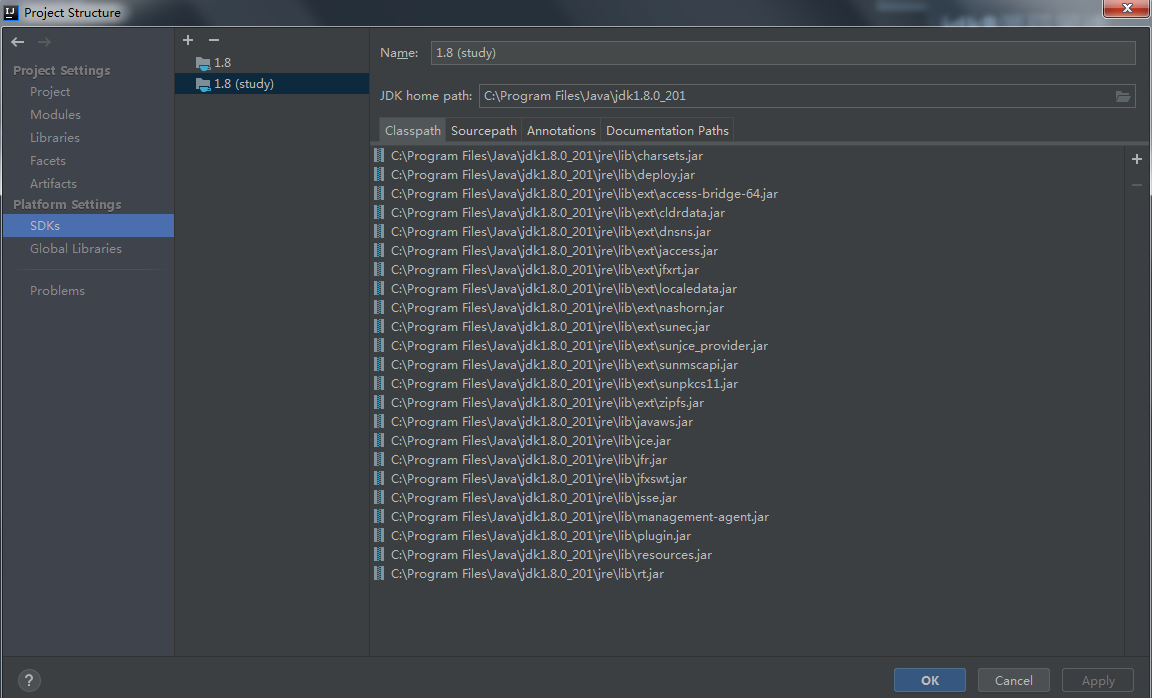 Project Structure
Project Settings
Project
Modules
Libraries
Facets
Artifacts
Platform Settings
SDKs
Global Libraries
Problems
1.8
1.8 (study)
Name: 1.8 (study)
JDK home path: C:\Program Files\Java\jdk1.8.0_201
Classpath Sourcepath Annotations Documentation Paths
C:\Program Files\Java\jdk1.8.0_201\jre\lib\charsets.jar
C:\Program Files\Java\jdk1.8.0_201\jre\lib\deploy.jar
C:\Program Files\Java\jdk1.8.0_201\jre\lib\ext\access-bridge-64.jar
C:\Program Files\Java\jdk1.8.0_201\jre\lib\ext\cldrdata.jar
C:\Program Files\Java\jdk1.8.0_201\jre\lib\ext\dnsns.jar
C:\Program Files\Java\jdk1.8.0_201\jre\lib\ext\jaccess.jar
C:\Program Files\Java\jdk1.8.0_201\jre\lib\ext\jfxrt.jar
C:\Program Files\Java\jdk1.8.0_201\jre\lib\ext\localedata.jar
C:\Program Files\Java\jdk1.8.0_201\jre\lib\ext\nashorn.jar
C:\Program Files\Java\jdk1.8.0_201\jre\lib\ext\sunec.jar
C:\Program Files\Java\jdk1.8.0_201\jre\lib\ext\sunjce_provider.jar
C:\Program Files\Java\jdk1.8.0_201\jre\lib\ext\sunmscapi.jar
C:\Program Files\Java\jdk1.8.0_201\jre\lib\ext\sunpkcs11.jar
C:\Program Files\Java\jdk1.8.0_201\jre\lib\ext\zipfs.jar
C:\Program Files\Java\jdk1.8.0_201\jre\lib\javaws.jar
C:\Program Files\Java\jdk1.8.0_201\jre\lib\jce.jar
C:\Program Files\Java\jdk1.8.0_201\jre\lib\jfr.jar
C:\Program Files\Java\jdk1.8.0_201\jre\lib\jfxswt.jar
C:\Program Files\Java\jdk1.8.0_201\jre\lib\jsse.jar
C:\Program Files\Java\jdk1.8.0_201\jre\lib\management-agent.jar
C:\Program Files\Java\jdk1.8.0_201\jre\lib\plugin.jar
C:\Program Files\Java\jdk1.8.0_201\jre\lib\resources.jar
C:\Program Files\Java\jdk1.8.0_201\jre\lib\rt.jar
? OK Cancel Apply